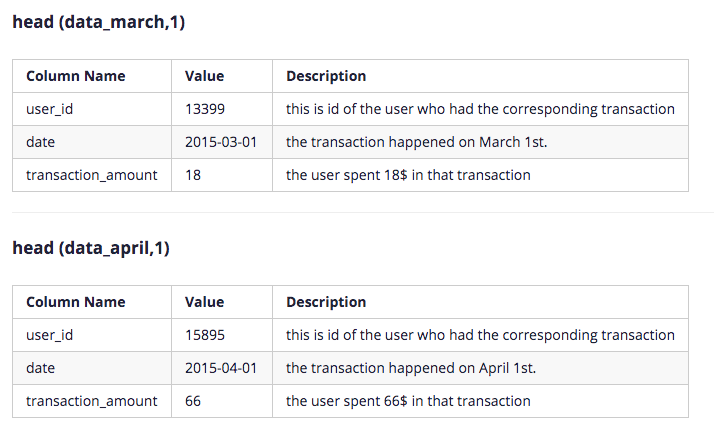 head (data_march,1)
Column Name Value Description
user_id 13399 this is id of the user who had the corresponding transaction
date 2015-03-01 the transaction happened on March 1st.
transaction_amount 18 the user spent 18$ in that transaction
head (data_april,1)
Column Name Value Description
user_id 15895 this is id of the user who had the corresponding transaction
date 2015-04-01 the transaction happened on April 1st.
transaction_amount 66 the user spent 66$ in that transaction